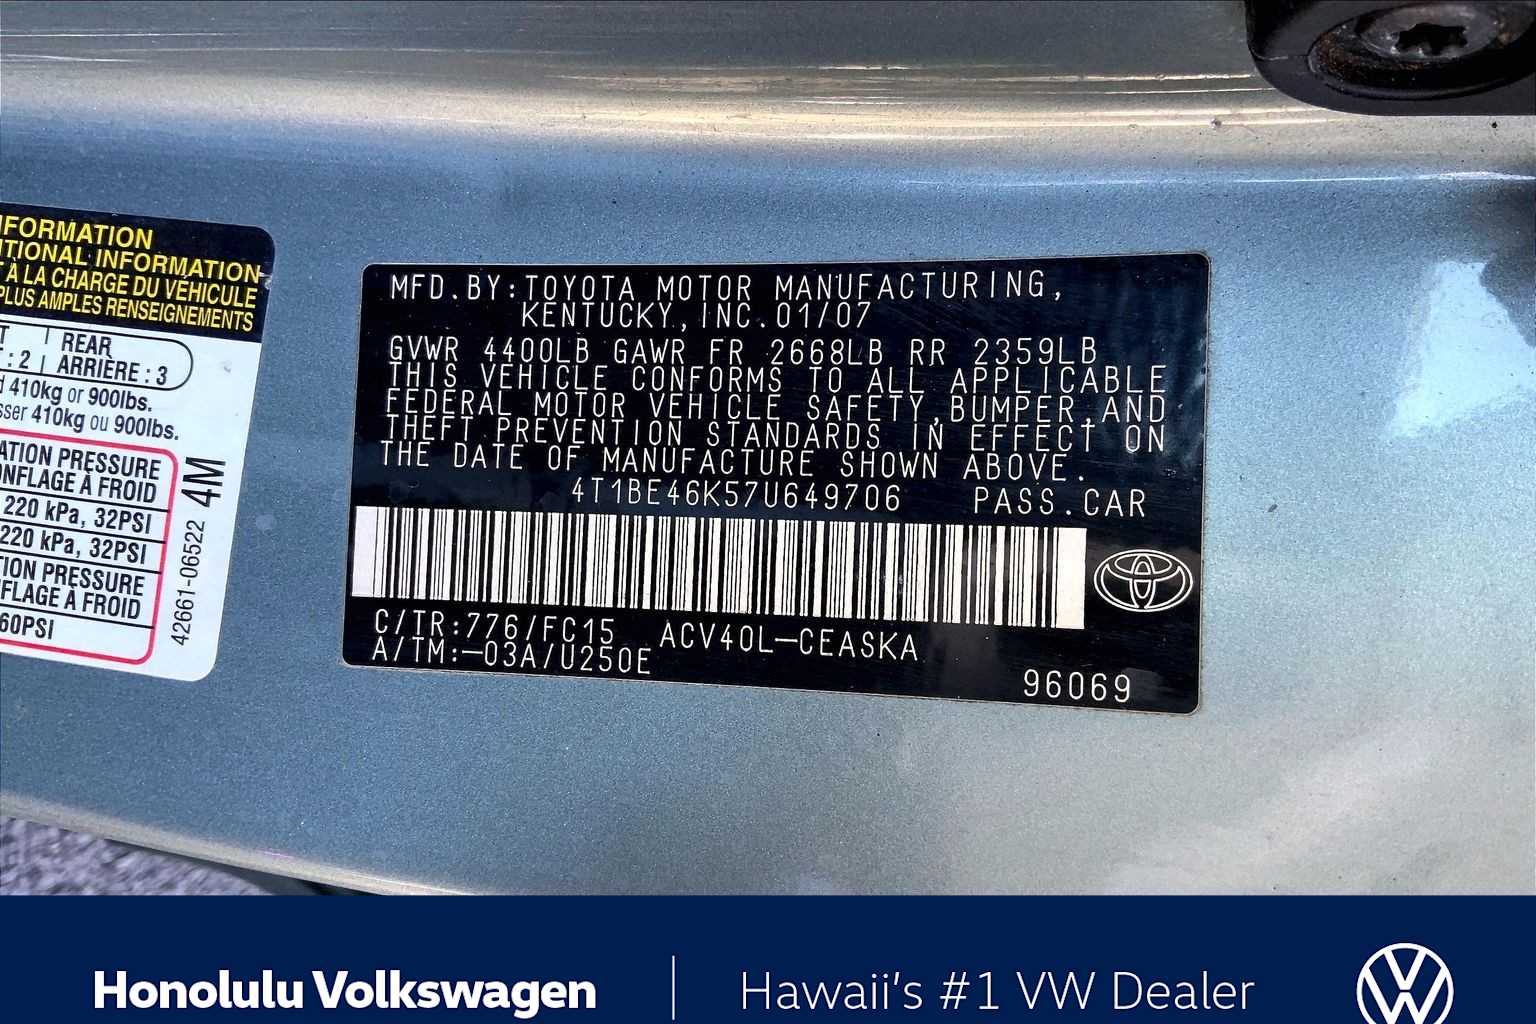 NFORMATION
ITIONAL INFORMATION
À LA CHARGE DU VÉHICULE
PLUS AMPLES RENSEIGNEMENTS
REAR
: 2 ARRIÈRE : 3
410kg or 900lbs.
sser 410kg ou 900lbs.
ATION PRESSURE
ONFLAGE À FROID
220 kPa, 32PSI
220 kPa, 32PSI
TION PRESSURE
FLAGE À FROID
60PSI
42661-06522 4M
MFD.BY:TOYOTA MOTOR MANUFACTURING,
KENTUCKY,INC.01/07
GVWR 4400LB GAWR FR 2668LB RR 2359LB
THIS VEHICLE CONFORMS TO ALL APPLICABLE
FEDERAL MOTOR VEHICLE SAFETY,BUMPER,AND
THEFT PREVENTION STANDARDS IN EFFECT ON
THE DATE OF MANUFACTURE SHOWN ABOVE.
4T1BE46K57U649706 PASS.CAR
C/TR:776/FC15 ACV40L-CEASKA
A/TM:-03A/U250E
96069
Honolulu Volkswagen | Hawaii's #1 VW Dealer